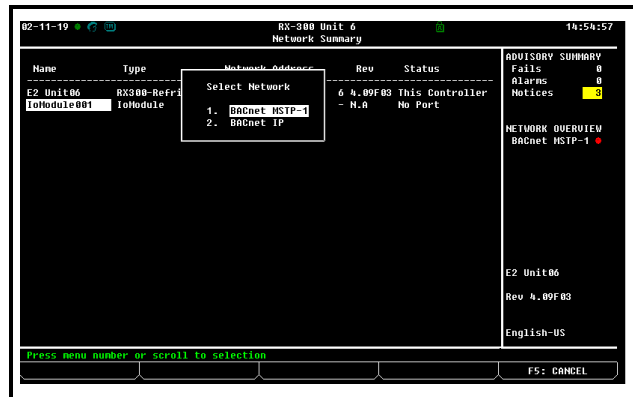 02-11-19 RX-300 Unit 6 14:54:57
Network Summary
ADVISORY SUMMARY
Fails 0
Alarms 0
Notices 3
NETWORK OVERVIEW
BACnet MSTP-1
Name Type Network Address Rev Status
E2 Unit06 RX300-Refri 6 4.09F03 This Controller
IoModule001 IoModule - N.A No Port
Select Network
1. BACnet MSTP-1
2. BACnet IP
E2 Unit06
Rev 4.09F03
English-US
Press menu number or scroll to selection
F5: CANCEL